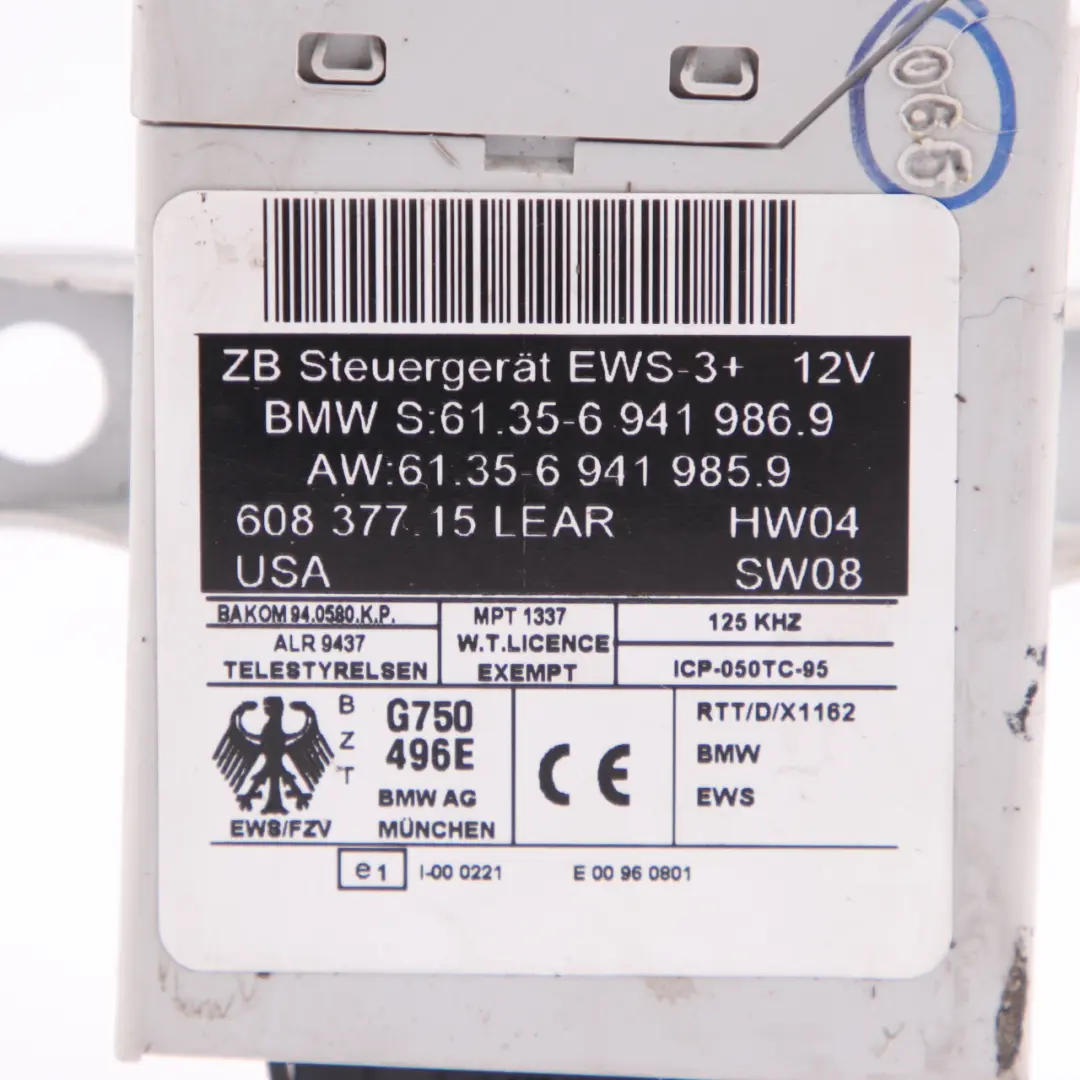 065
ZB Steuergerät EWS-3+ 12V
BMW S:61.35-6 941 986.9
AW:61.35-6 941 985.9
608 377 15 LEAR HW04
USA SW08
BAKOM 94.0580.K.P.
ALR 9437
TELESTYRELSEN
MPT 1337
W.T.LICENCE
EXEMPT
125 KHZ
ICP-050TC-95
BZT
G750
496E
BMW AG
EWS/FZV MÜNCHEN
CE
RTT/D/X1162
BMW
EWS
e1 I-00 0221 E 00 96 0801